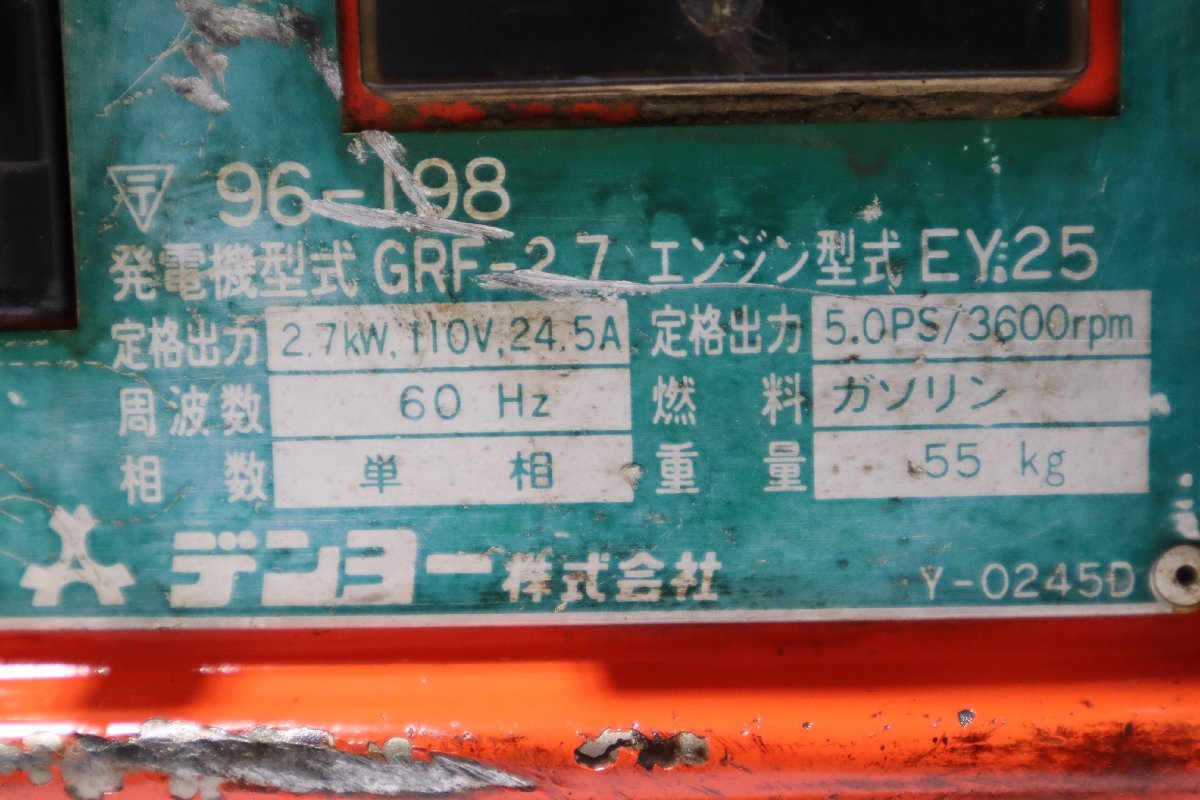 〒 96-198
発電機型式 GRF-2.7 エンジン型式 EY:25
定格出力 2.7kW, 110V, 24.5A 定格出力 5.0PS/3600rpm
周波数 60 Hz 燃料 ガソリン
相数 単相 重量 55 kg
デンヨー株式会社 Y-0245D